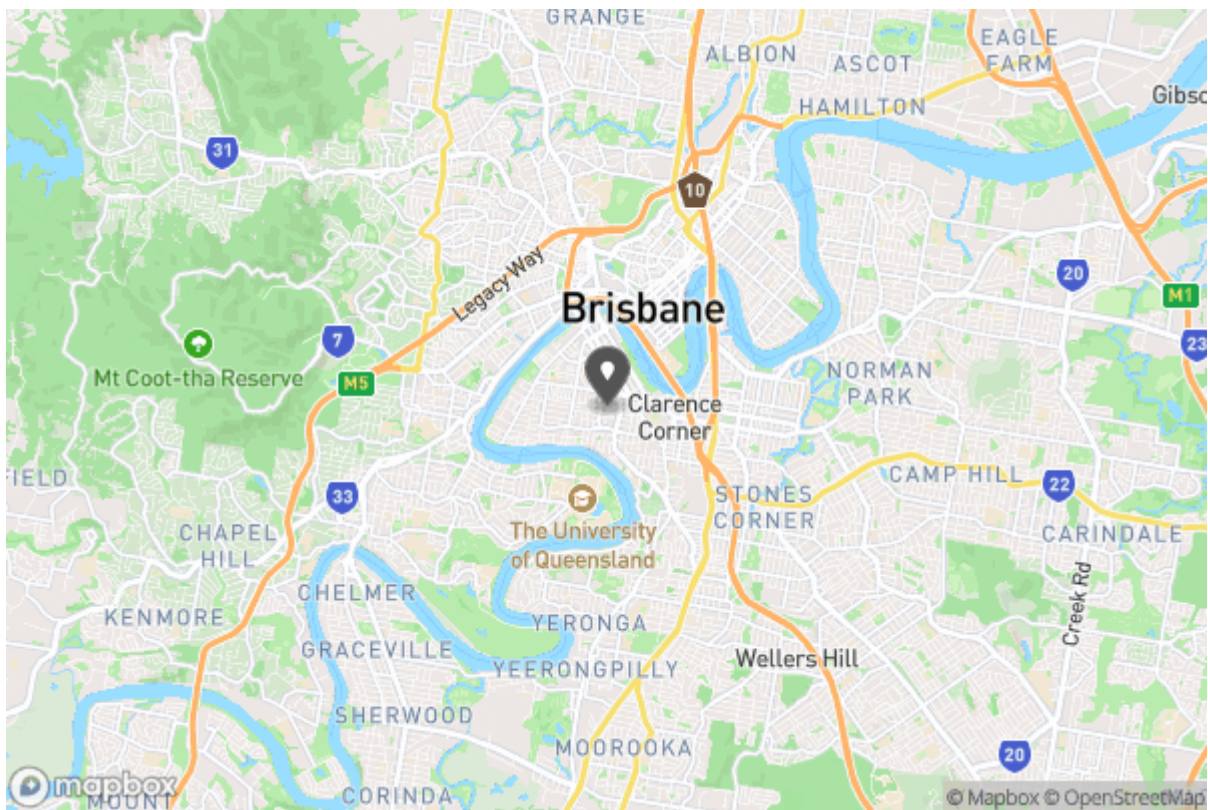 GRANGE
ALBION
EAGLE
FARM
ASCOT
HAMILTON
Gibso
31
10
20
Legacy Way
Brisbane
M1
7
23
Mt Coot-tha Reserve
M5
NORMAN
PARK
Clarence
Corner
FIELD
33
CAMP HILL
22
STONES
CORNER
CHAPEL
HILL
The University
of Queensland
CARINDALE
CHELMER
KENMORE
YERONGA
Creek Rd
GRACEVILLE
YEERONGPILLY
Wellers Hill
SHERWOOD
MOOROOKA
20
mapbox
MOUNT
CORINDA
© Mapbox © OpenStreetMap